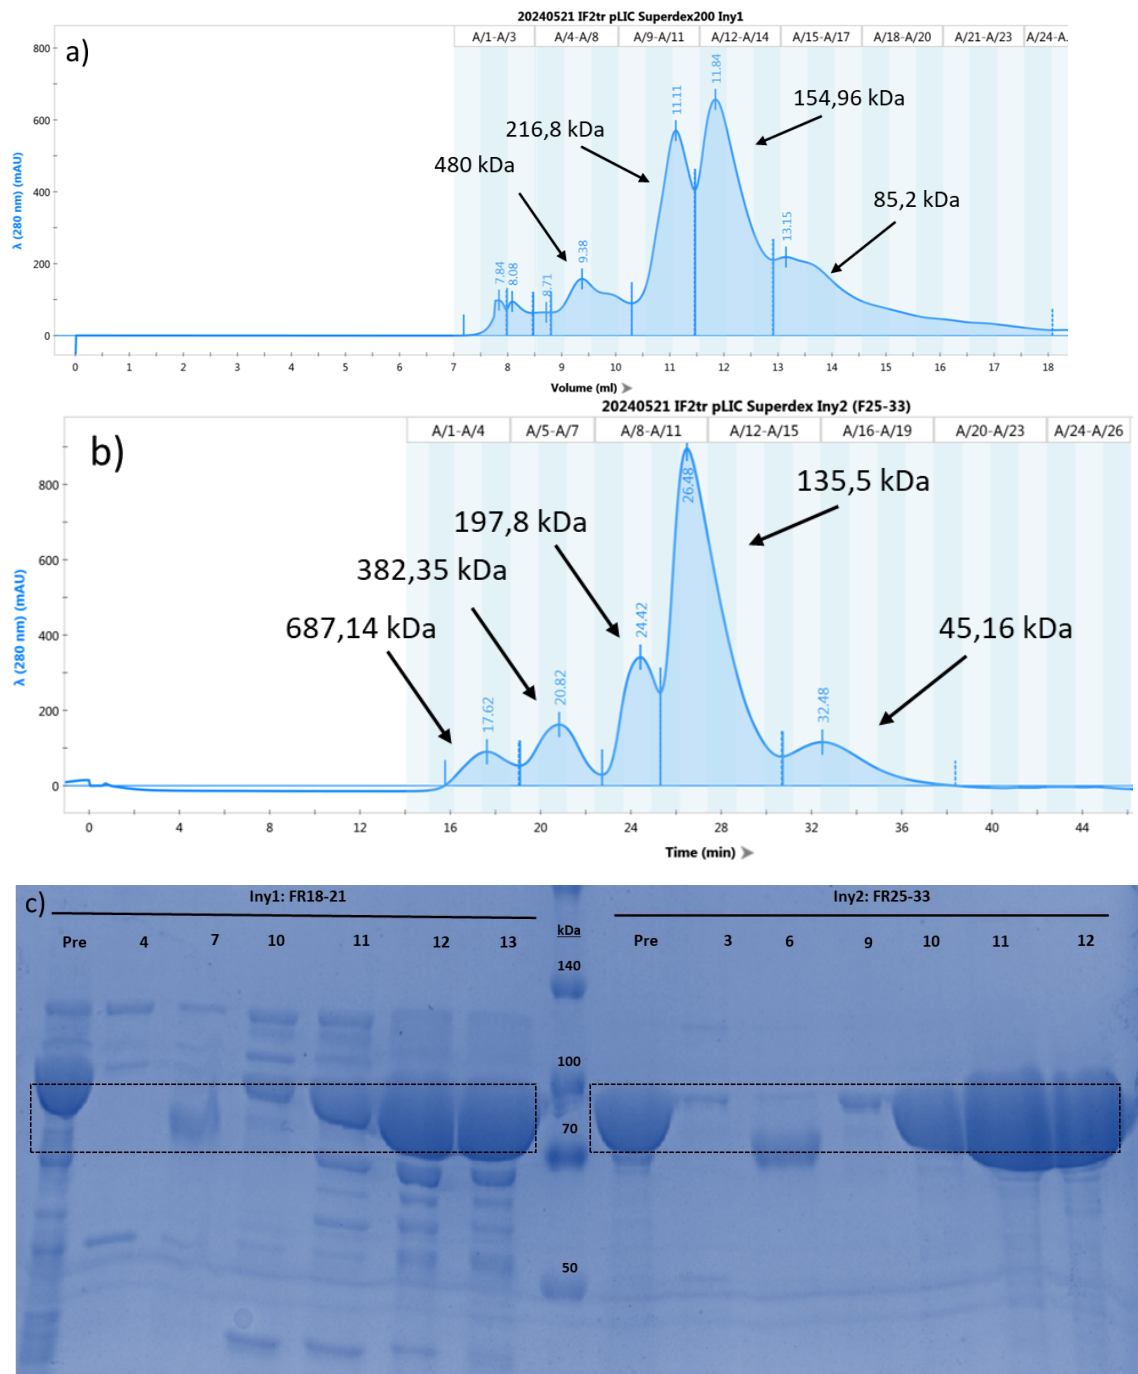 20240521 IF2tr pLIC Superdex200 Iny1
a)
A/1-A/3 A/4-A/8 A/9-A/11 A/12-A/14 A/15-A/17 A/18-A/20 A/21-A/23 A/24-A.
800
600
400
200
0
λ (280 nm) (mAU)
480 kDa
216,8 kDa
154,96 kDa
85,2 kDa
7.84
8.08
8.71
9.38
11.11
11.84
13.15
0 1 2 3 4 5 6 7 8 9 10 11 12 13 14 15 16 17 18
Volume (ml)
20240521 IF2tr pLIC Superdex Iny2 (F25-33)
b)
A/1-A/4 A/5-A/7 A/8-A/11 A/12-A/15 A/16-A/19 A/20-A/23 A/24-A/26
800
600
400
200
0
λ (280 nm) (mAU)
687,14 kDa
382,35 kDa
197,8 kDa
135,5 kDa
45,16 kDa
17.62
20.82
24.42
26.48
32.48
0 4 8 12 16 20 24 28 32 36 40 44
Time (min)
c)
Iny1: FR18-21
Iny2: FR25-33
Pre 4 7 10 11 12 13
kDa
Pre 3 6 9 10 11 12
140
100
70
50